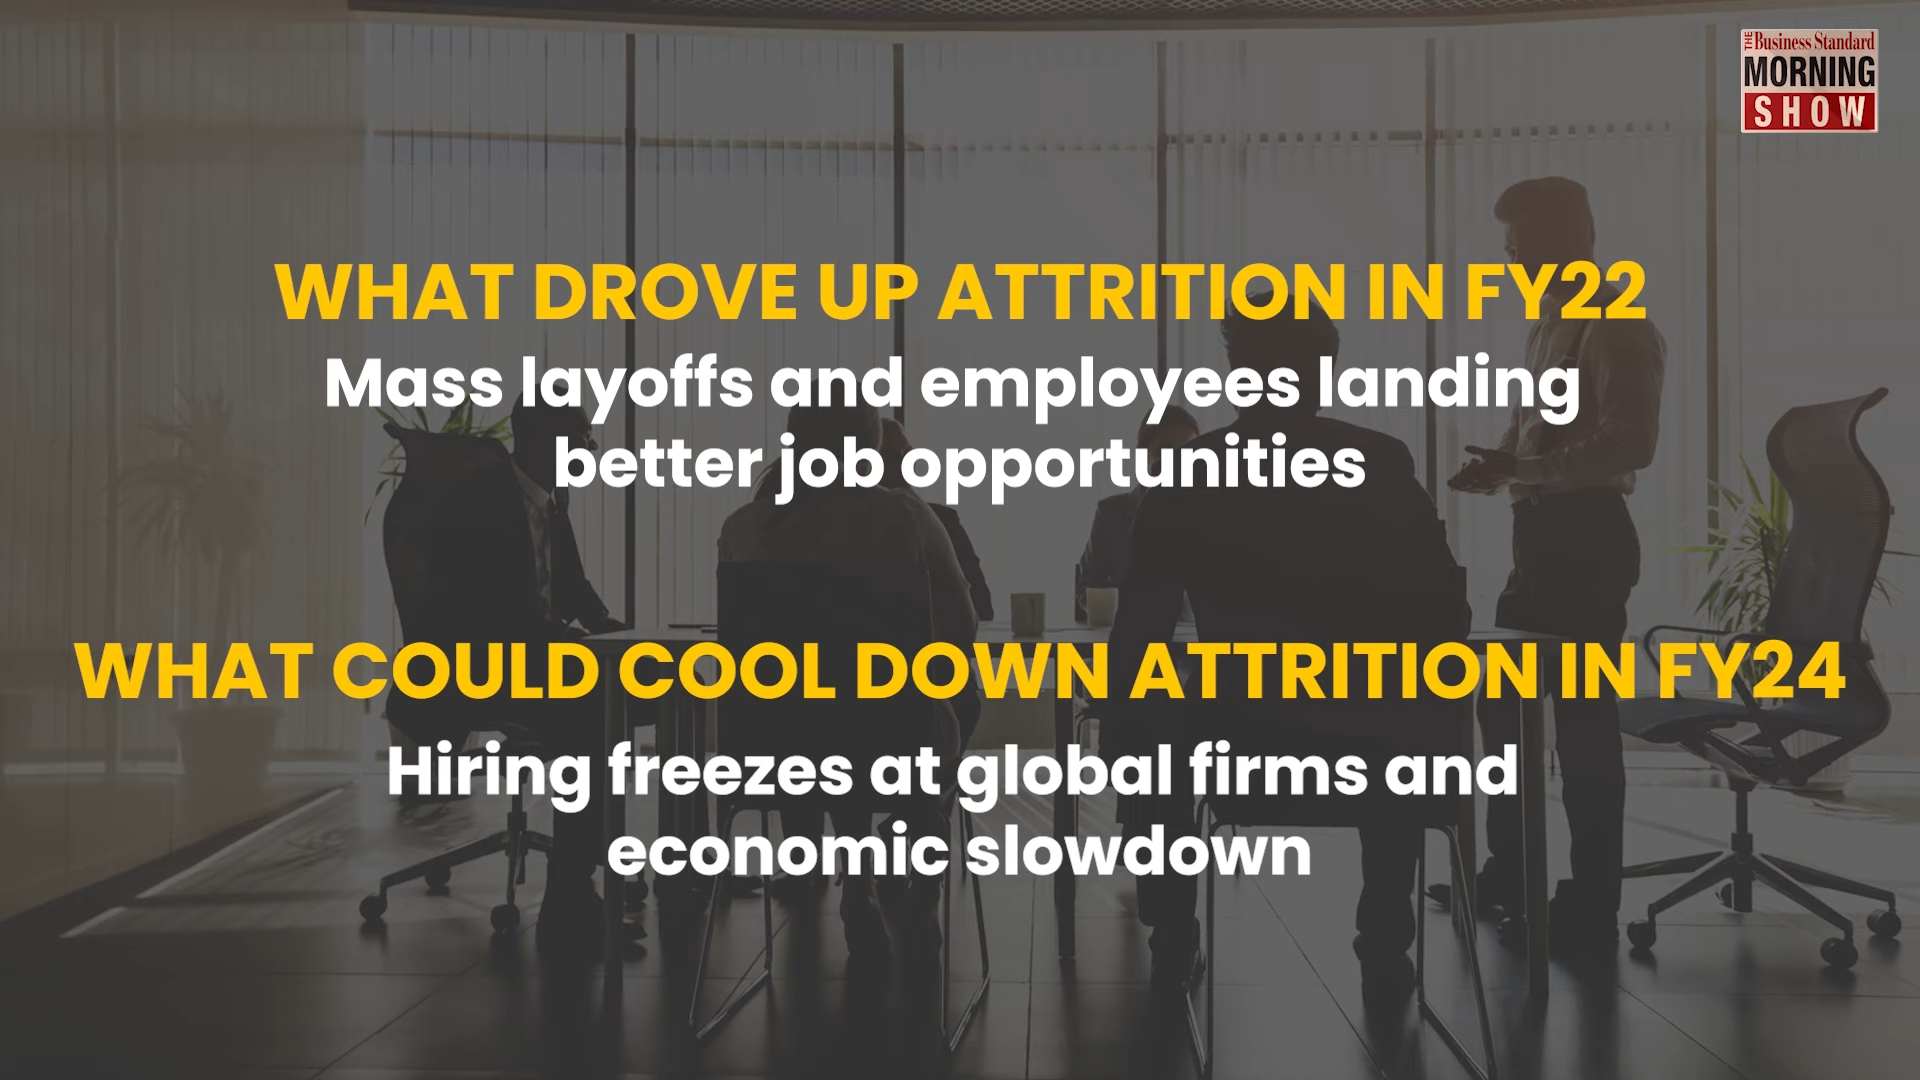 THE Business Standard
MORNING
SHOW
WHAT DROVE UP ATTRITION IN FY22
Mass layoffs and employees landing
better job opportunities
WHAT COULD COOL DOWN ATTRITION IN FY24
Hiring freezes at global firms and
economic slowdown